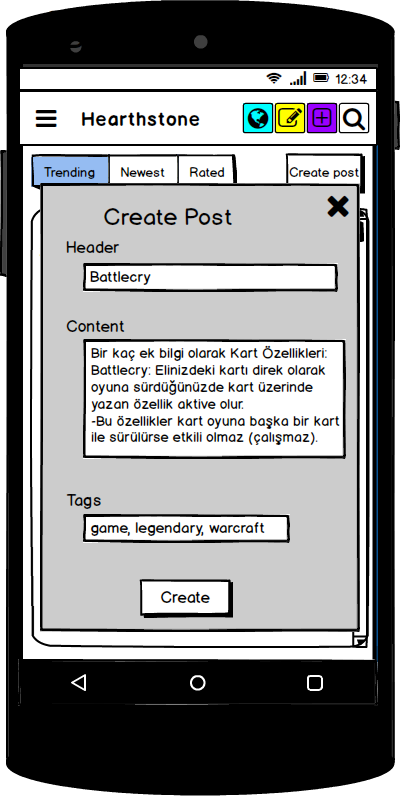 12:34
Hearthstone
Trending Newest Rated Create post
Create Post
Header
Battlecry
Content
Bir kaç ek bilgi olarak Kart Özellikleri:
Battlecry: Elinizdeki kartı direk olarak
oyuna sürdüğünüzde kart üzerinde
yazan özellik aktive olur.
-Bu özellikler kart oyuna başka bir kart
ile sürülürse etkili olmaz (çalışmaz).
Tags
game, legendary, warcraft
Create